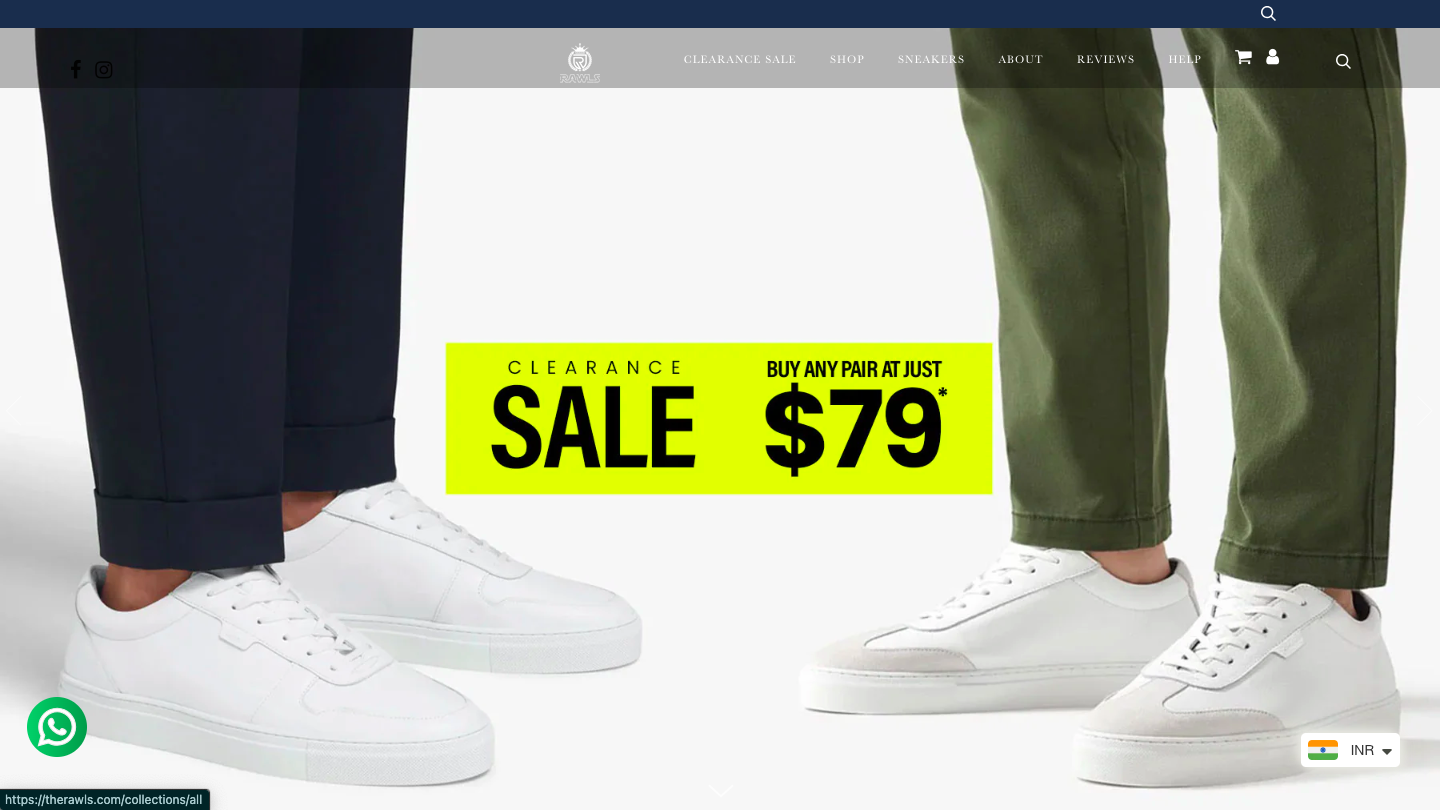 RAWLS
CLEARANCE SALE
SHOP
SNEAKERS
ABOUT
REVIEWS
HELP
CLEARANCE
SALE
BUY ANY PAIR AT JUST
$79*
INR
https://therawls.com/collections/all